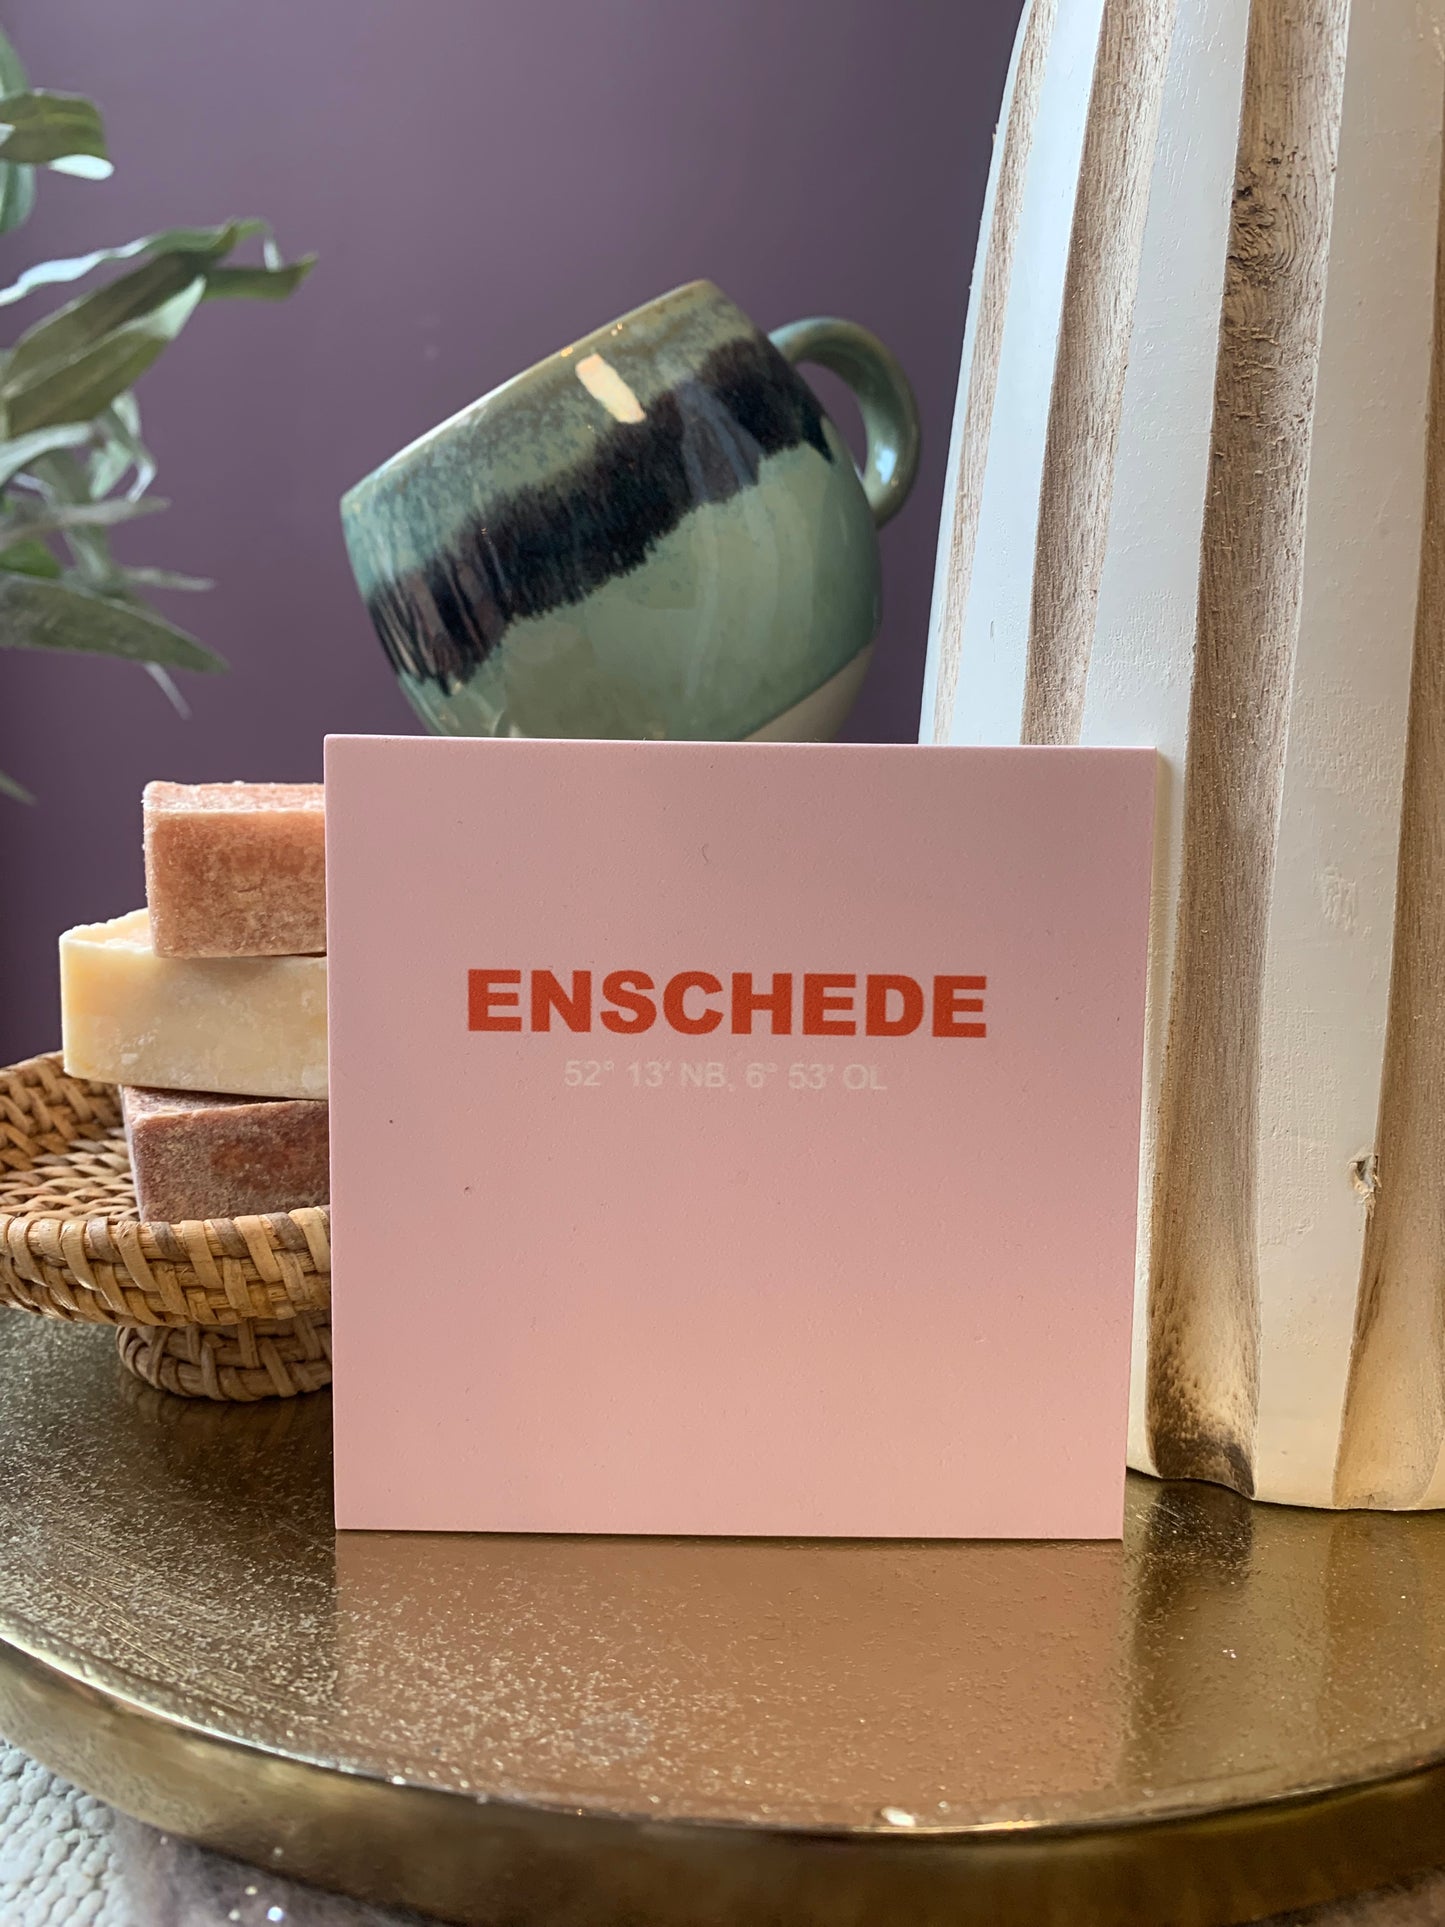 ENSCHEDE
52° 13' NB, 6° 53' OL